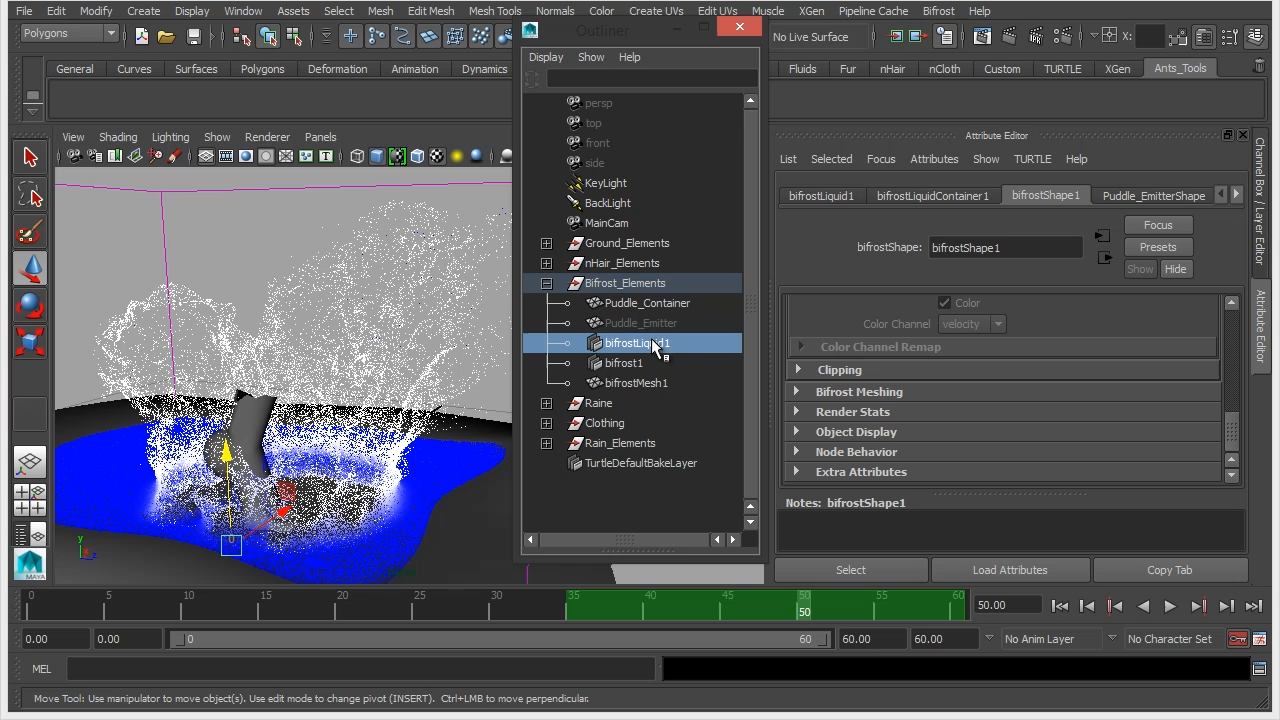 File Edit Modify Create Display Window Assets Select Mesh Edit Mesh Mesh Tools Normals Color Create UVs Edit UVs Muscle XGen Pipeline Cache Bifrost Help
Polygons
No Live Surface
X:
General Curves Surfaces Polygons Deformation Animation Dynamics
Fluids Fur nHair nCloth Custom TURTLE XGen Ants_Tools
View Shading Lighting Show Renderer Panels
Outliner
Display Show Help
persp
top
front
side
KeyLight
BackLight
MainCam
Ground_Elements
nHair_Elements
Bifrost_Elements
Puddle_Container
Puddle_Emitter
bifrostLiquid1
bifrost1
bifrostMesh1
Raine
Clothing
Rain_Elements
TurtleDefaultBakeLayer
Attribute Editor
List Selected Focus Attributes Show TURTLE Help
bifrostLiquid1 bifrostLiquidContainer1 bifrostShape1 Puddle_EmitterShape
bifrostShape: bifrostShape1
Focus
Presets
Show Hide
Color
Color Channel velocity
Color Channel Remap
Clipping
Bifrost Meshing
Render Stats
Object Display
Node Behavior
Extra Attributes
Notes: bifrostShape1
Select Load Attributes Copy Tab
Channel Box / Layer Editor
Attribute Editor
y
MAYA
0 5 10 15 20 25 30 35 40 45 50 55 60
50
50.00
0.00 0.00 0 60 60.00 60.00 No Anim Layer No Character Set
MEL
Move Tool: Use manipulator to move object(s). Use edit mode to change pivot (INSERT). Ctrl+LMB to move perpendicular.